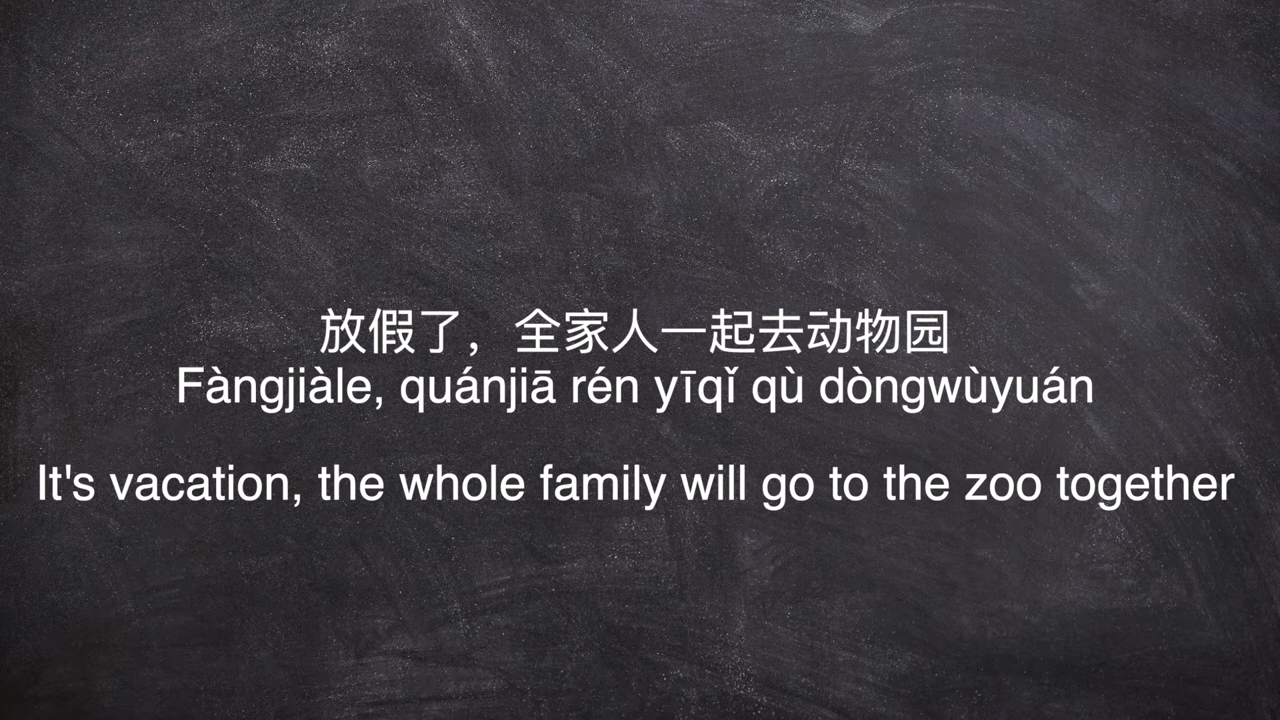 放假了，全家人一起去动物园
Fàngjiàle, quánjiā rén yīqǐ qù dòngwùyuán
It's vacation, the whole family will go to the zoo together